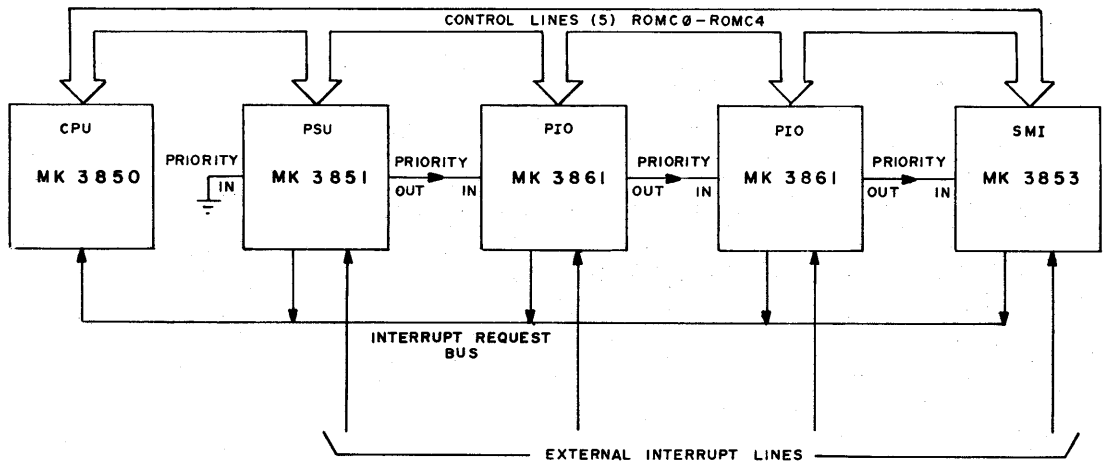 CONTROL LINES (5) ROMCØ-ROMC4
CPU
MK 3850
PRIORITY
IN
PSU
MK 3851
PRIORITY
OUT IN
PIO
MK 3861
PRIORITY
OUT IN
PIO
MK 3861
PRIORITY
OUT IN
SMI
MK 3853
INTERRUPT REQUEST
BUS
EXTERNAL INTERRUPT LINES